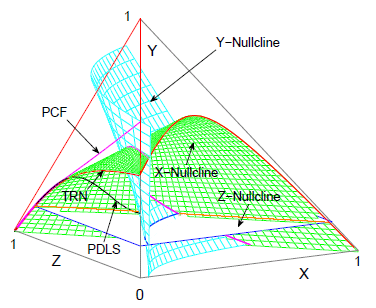 1
Y
Y−Nullcline
PCF
X−Nullcline
TRN
Z−Nullcline
1
PDLS
Z
X
1
0